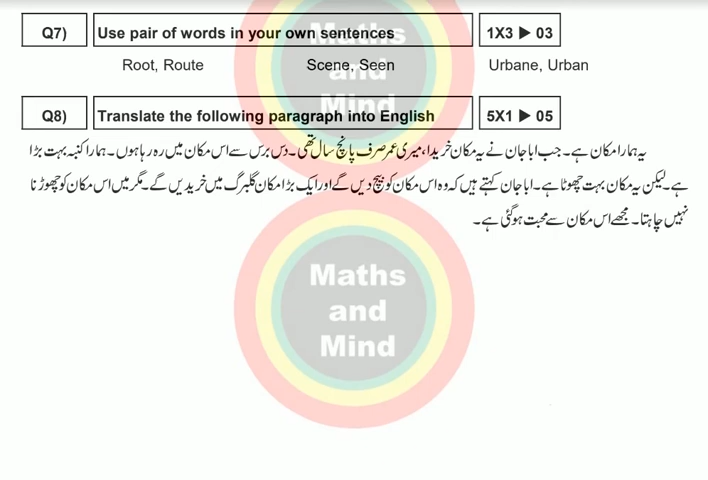 Q7) Use pair of words in your own sentences 1X3 ▶ 03
Root, Route Scene, Seen Urbane, Urban
Q8) Translate the following paragraph into English 5X1 ▶ 05
یہ ہمارا مکان ہے۔ جب ابا جان نے یہ مکان خریدا، میری عمر صرف پانچ سال تھی۔ دس برس سے اس مکان میں رہ رہا ہوں۔ ہمارا کنبہ بہت بڑا
ہے۔ لیکن یہ مکان بہت چھوٹا ہے۔ ابا جان کہتے ہیں کہ وہ اس مکان کو بیچ دیں گے اور ایک بڑا مکان گلبرگ میں خریدیں گے۔ مگر میں اس مکان کو چھوڑنا
نہیں چاہتا۔ مجھے اس مکان سے محبت ہو گئی ہے۔
Maths
and
Mind
Maths
and
Mind